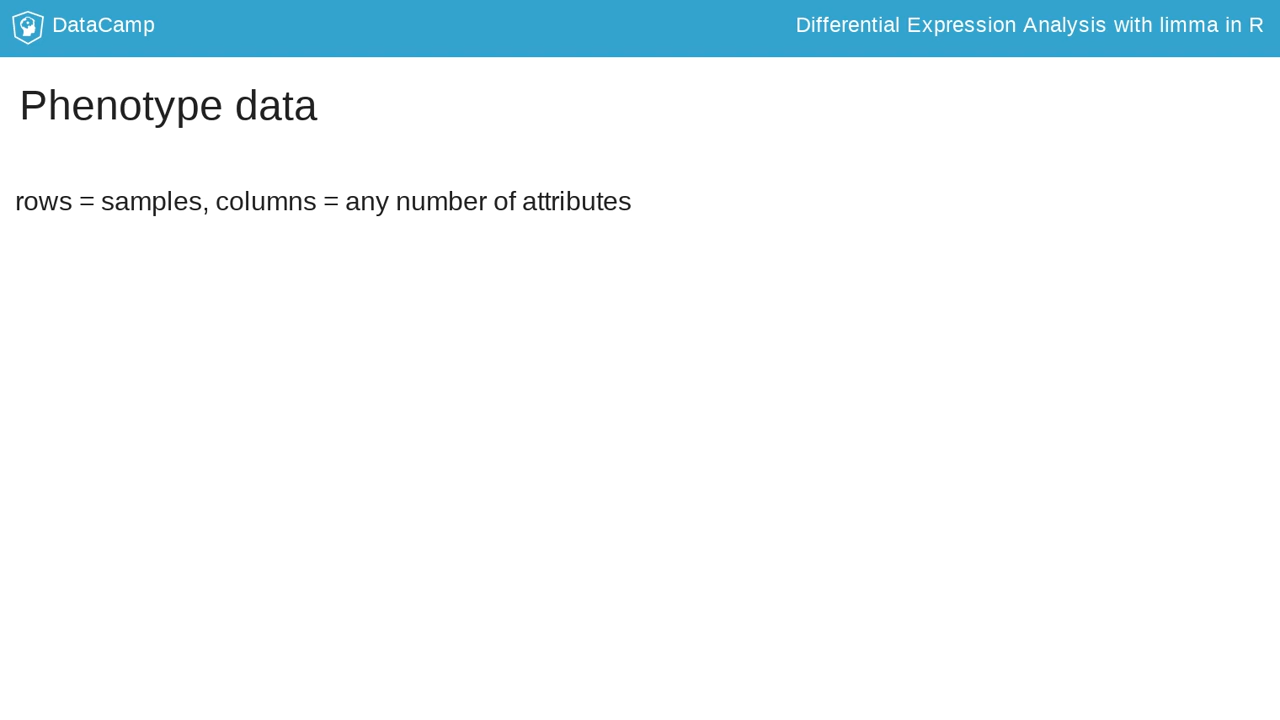 DataCamp
Differential Expression Analysis with limma in R
Phenotype data
rows = samples, columns = any number of attributes